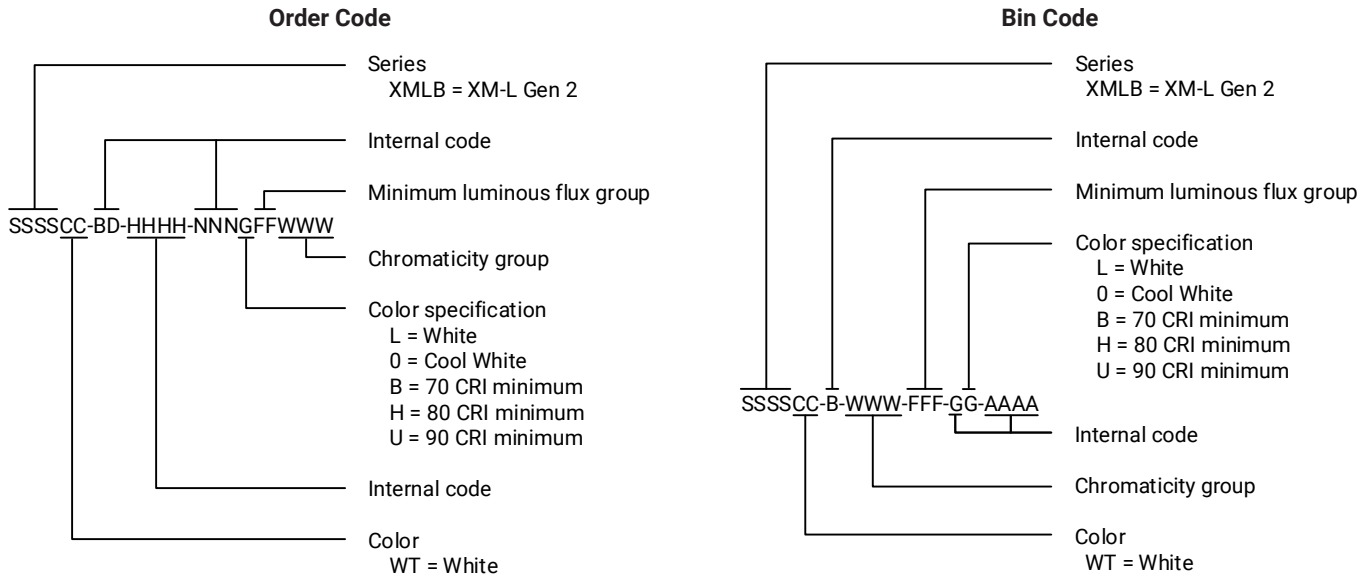 Order Code
Series
XMLB = XM-L Gen 2
Internal code
Minimum luminous flux group
SSSSCC-BD-HHHH-NNNGFFWWW
Chromaticity group
Color specification
L = White
0 = Cool White
B = 70 CRI minimum
H = 80 CRI minimum
U = 90 CRI minimum
Internal code
Color
WT = White
Bin Code
Series
XMLB = XM-L Gen 2
Internal code
Minimum luminous flux group
Color specification
L = White
0 = Cool White
B = 70 CRI minimum
H = 80 CRI minimum
U = 90 CRI minimum
SSSSCC-B-WWW-FFF-GG-AAAA
Internal code
Chromaticity group
Color
WT = White